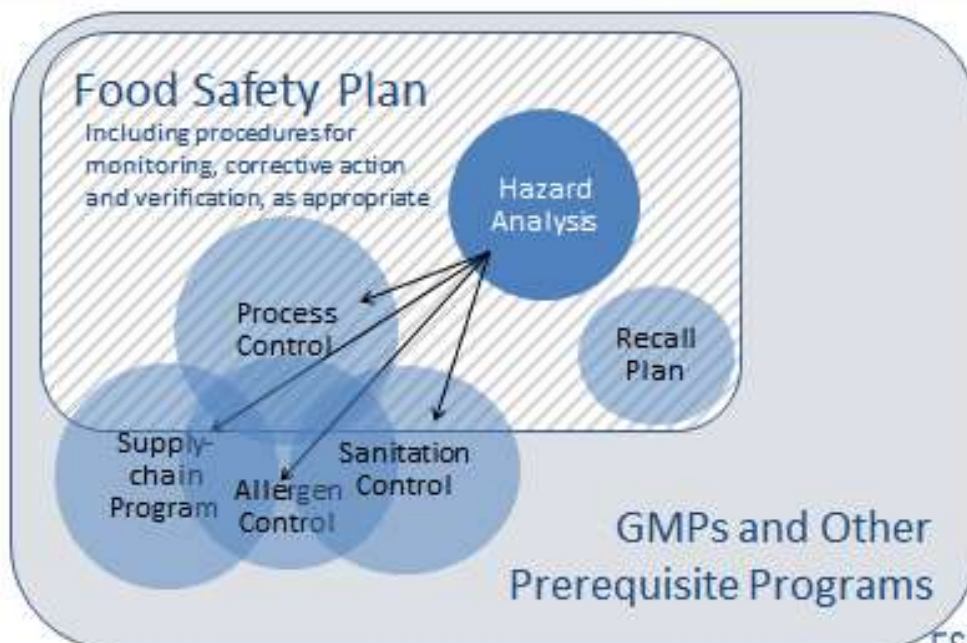 Food Safety Plan
Including procedures for
monitoring, corrective action
and verification, as appropriate
Hazard
Analysis
Process
Control
Recall
Plan
Supply-
chain
Program
Allergen
Control
Sanitation
Control
GMPs and Other
Prerequisite Programs